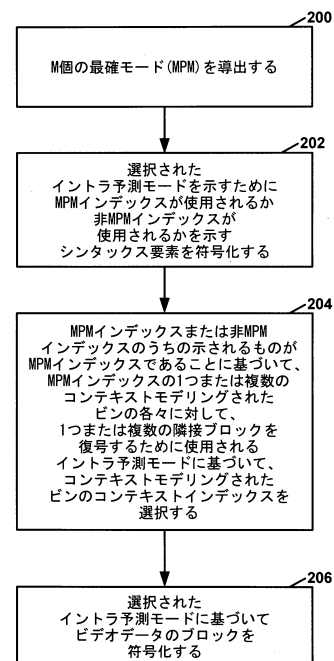 200
M個の最確モード(MPM)を導出する
202
選択された
イントラ予測モードを示すために
MPMインデックスが使用されるか
非MPMインデックスが
使用されるかを示す
シンタックス要素を符号化する
204
MPMインデックスまたは非MPM
インデックスのうちの示されるものが
MPMインデックスであることに基づいて、
MPMインデックスの1つまたは複数の
コンテキストモデリングされた
ビンの各々に対して、
1つまたは複数の隣接ブロックを
復号するために使用される
イントラ予測モードに基づいて、
コンテキストモデリングされた
ビンのコンテキストインデックスを
選択する
206
選択された
イントラ予測モードに基づいて
ビデオデータのブロックを
符号化する